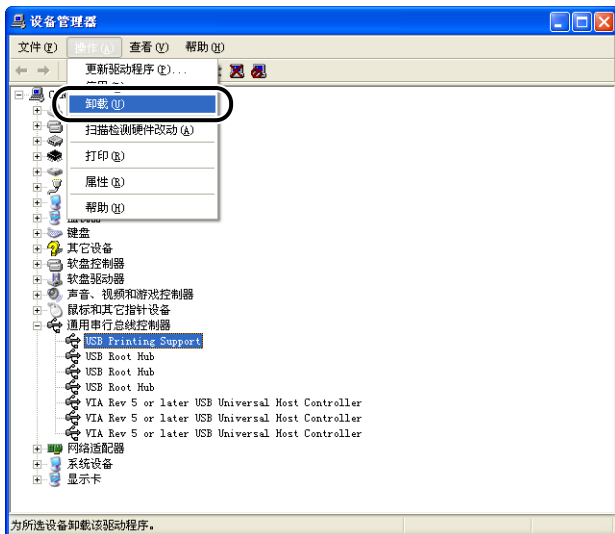 设备管理器
文件(F) 操作(A) 查看(V) 帮助(H)
更新驱动程序(P)...
卸载(U)
扫描检测硬件改动(A)
打印(R)
属性(R)
帮助(H)
键盘
其它设备
软盘控制器
软盘驱动器
声音、视频和游戏控制器
鼠标和其它指针设备
通用串行总线控制器
USB Printing Support
USB Root Hub
USB Root Hub
USB Root Hub
VIA Rev 5 or later USB Universal Host Controller
VIA Rev 5 or later USB Universal Host Controller
VIA Rev 5 or later USB Universal Host Controller
网络适配器
系统设备
显示卡
为所选设备卸载该驱动程序。